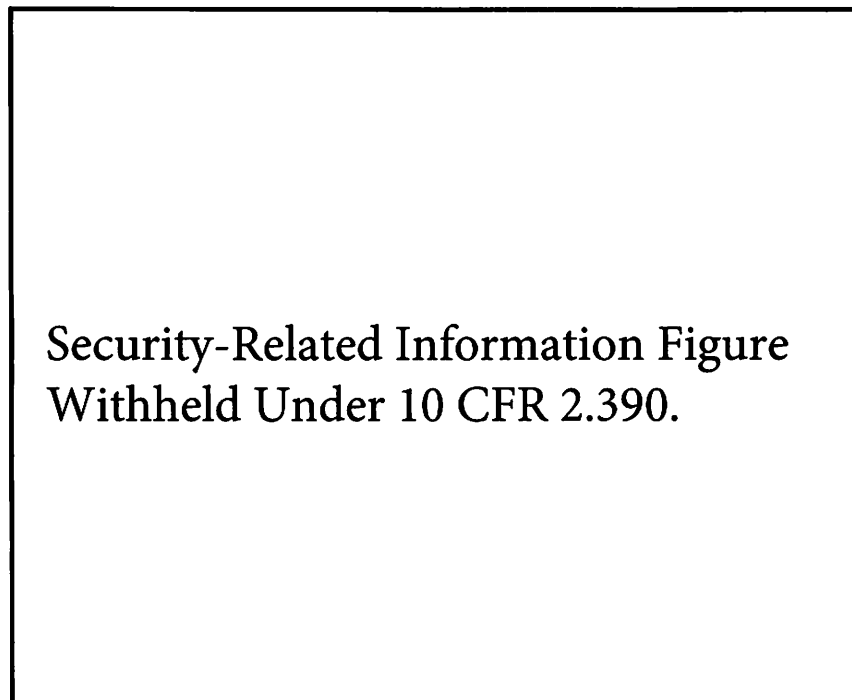 Security-Related Information Figure
Withheld Under 10 CFR 2.390.